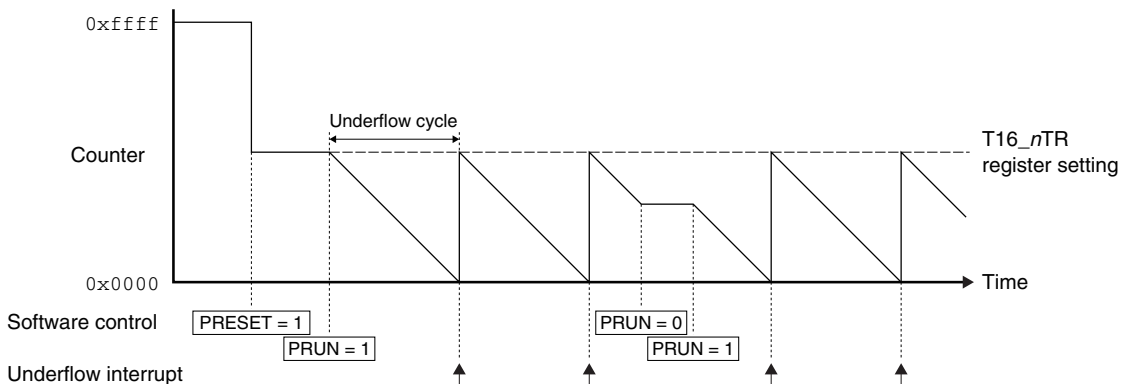 0xffff
Underflow cycle
Counter
T16_nTR
register setting
0x0000
Time
Software control
PRESET = 1
PRUN = 0
PRUN = 1
PRUN = 1
Underflow interrupt